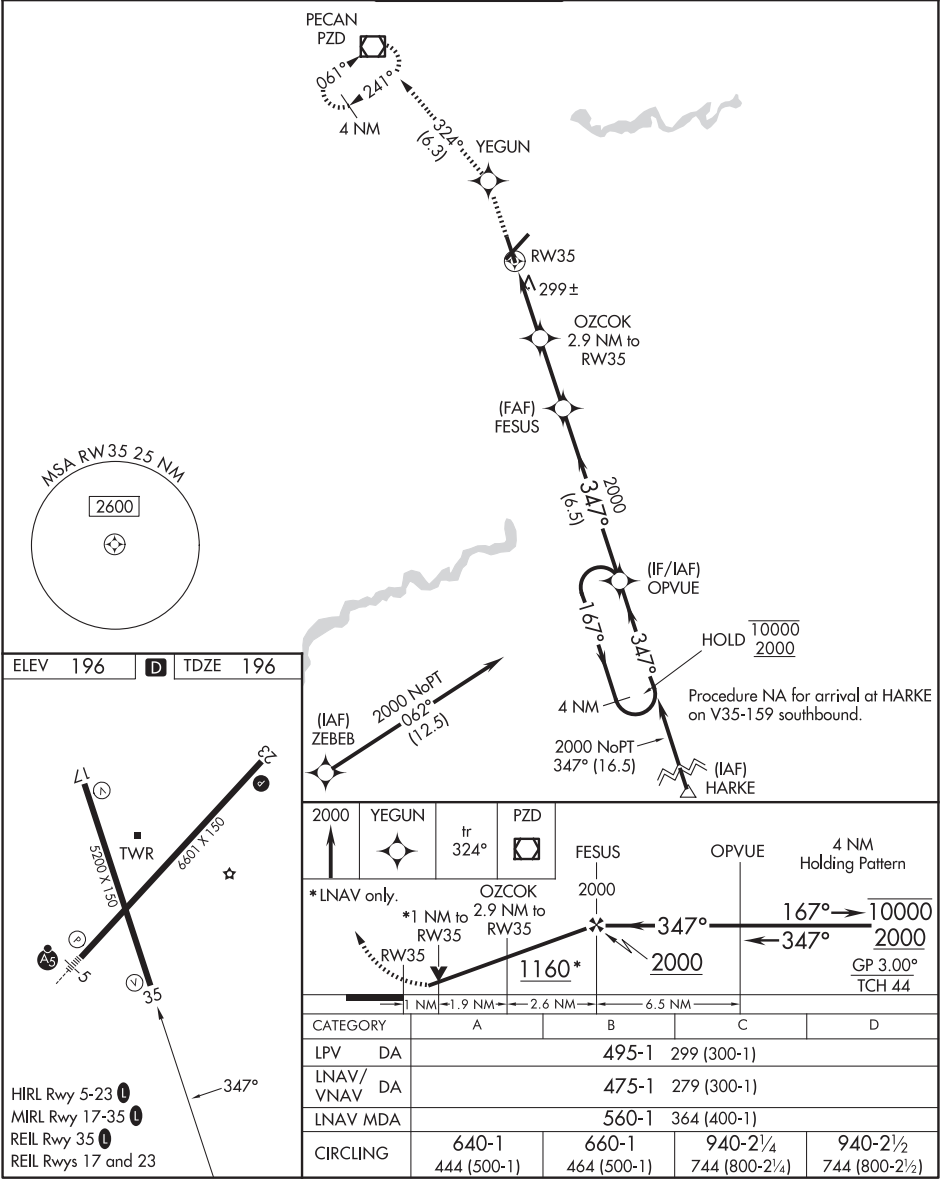 PECAN
PZD
061°
241°
4 NM
324°
(6.3)
YEGUN
RW35
299±
OZCOK
2.9 NM to
RW35
(FAF)
FESUS
2000
347°
(6.5)
(IF/IAF)
OPVUE
167°
347°
HOLD 10000
2000
4 NM
Procedure NA for arrival at HARKE
on V35-159 southbound.
2000 NoPT
347° (16.5)
(IAF)
HARKE
2000 NoPT
062°
(12.5)
(IAF)
ZEBEB
MSA RW35 25 NM
2600
ELEV 196 D TDZE 196
17
23
V
P
TWR
5200 X 150
6601 X 150
P
A5
5
V
35
347°
HIRL Rwy 5-23 L
MIRL Rwy 17-35 L
REIL Rwy 35 L
REIL Rwys 17 and 23
2000 YEGUN tr 324° PZD
FESUS
2000
OPVUE
4 NM
Holding Pattern
*LNAV only.
OZCOK
2.9 NM to
RW35
*1 NM to
RW35
RW35
347°
167° 10000
347° 2000
1160*
2000
GP 3.00°
TCH 44
1 NM 1.9 NM 2.6 NM 6.5 NM
CATEGORY A B C D
LPV DA 495-1 299 (300-1)
LNAV/
VNAV DA 475-1 279 (300-1)
LNAV MDA 560-1 364 (400-1)
CIRCLING 640-1 660-1 940-2¼ 940-2½
444 (500-1) 464 (500-1) 744 (800-2¼) 744 (800-2½)